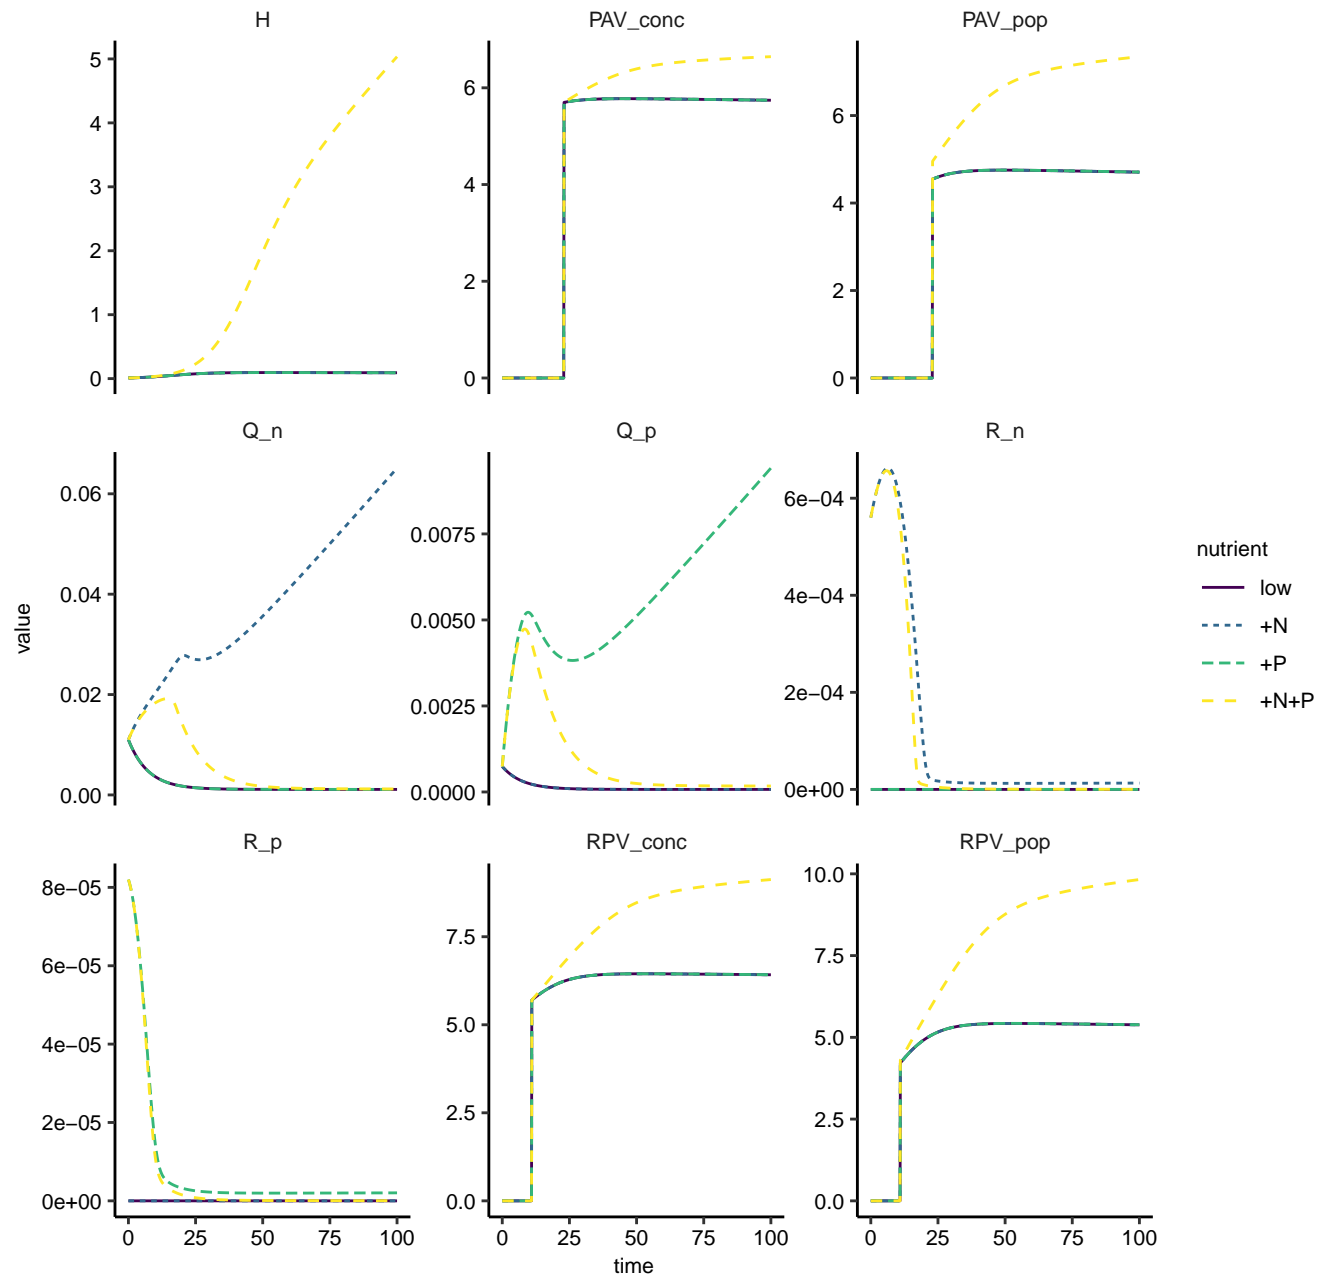 H
PAV_conc
PAV_pop
5
4
3
2
1
0
6
4
2
0
6
4
2
0
Q_n
Q_p
R_n
0.06
0.04
0.02
0.00
0.0075
0.0050
0.0025
0.0000
6e−04
4e−04
2e−04
0e+00
R_p
RPV_conc
RPV_pop
8e−05
6e−05
4e−05
2e−05
0e+00
7.5
5.0
2.5
0.0
10.0
7.5
5.0
2.5
0.0
0 25 50 75 100
0 25 50 75 100
0 25 50 75 100
time
value
nutrient
low
+N
+P
+N+P